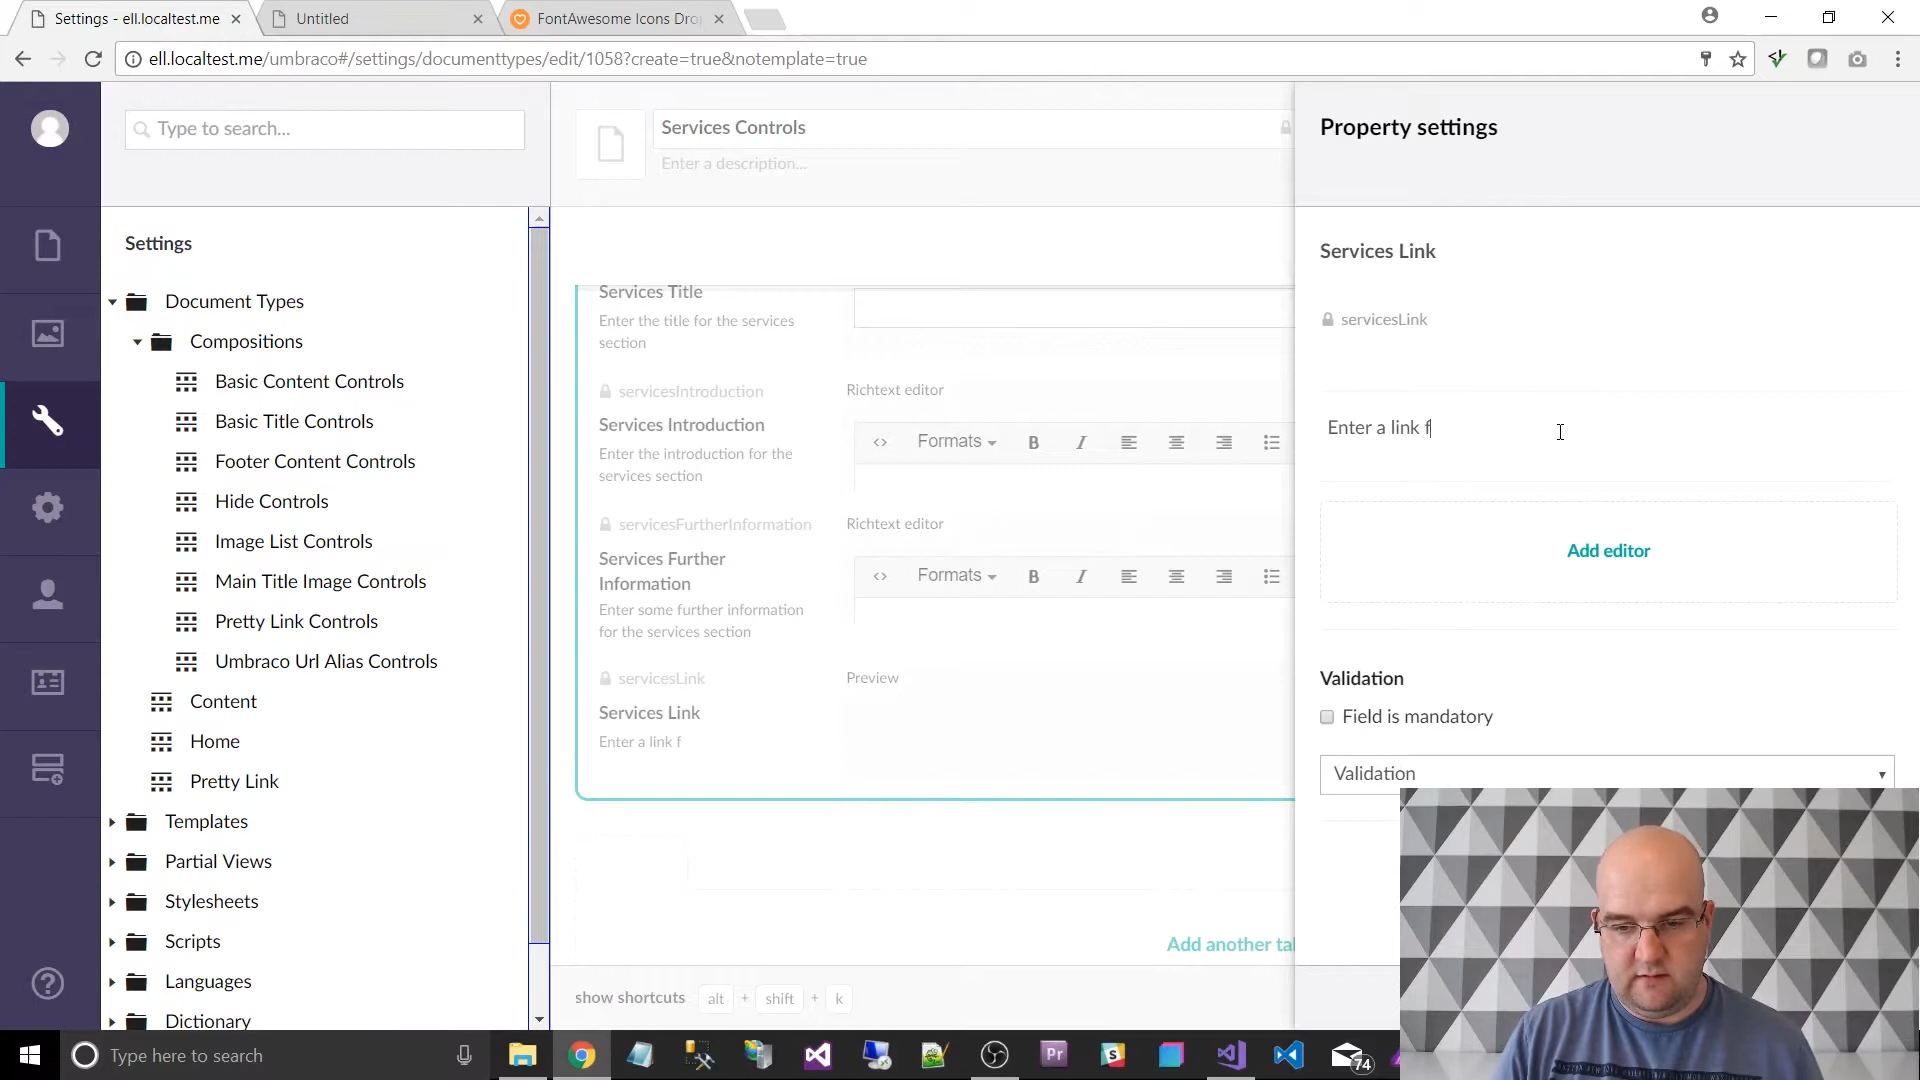 Settings - ell.localtest.me
Untitled
FontAwesome Icons Dro
ell.localtest.me/umbraco#/settings/documenttypes/edit/1058?create=true&notemplate=true
Type to search...
Services Controls
Enter a description...
Property settings
Settings
Document Types
Compositions
Basic Content Controls
Basic Title Controls
Footer Content Controls
Hide Controls
Image List Controls
Main Title Image Controls
Pretty Link Controls
Umbraco Url Alias Controls
Content
Home
Pretty Link
Templates
Partial Views
Stylesheets
Scripts
Languages
Dictionary
Services Title
Enter the title for the services
section
servicesIntroduction
Richtext editor
Services Introduction
Formats
B I
Enter the introduction for the
services section
servicesFurtherInformation
Richtext editor
Services Further
Information
Formats
B I
Enter some further information
for the services section
servicesLink
Preview
Services Link
Enter a link f
Add another ta
show shortcuts alt + shift + k
Services Link
servicesLink
Enter a link f
Add editor
Validation
Field is mandatory
Validation
Type here to search
Pr
S
74